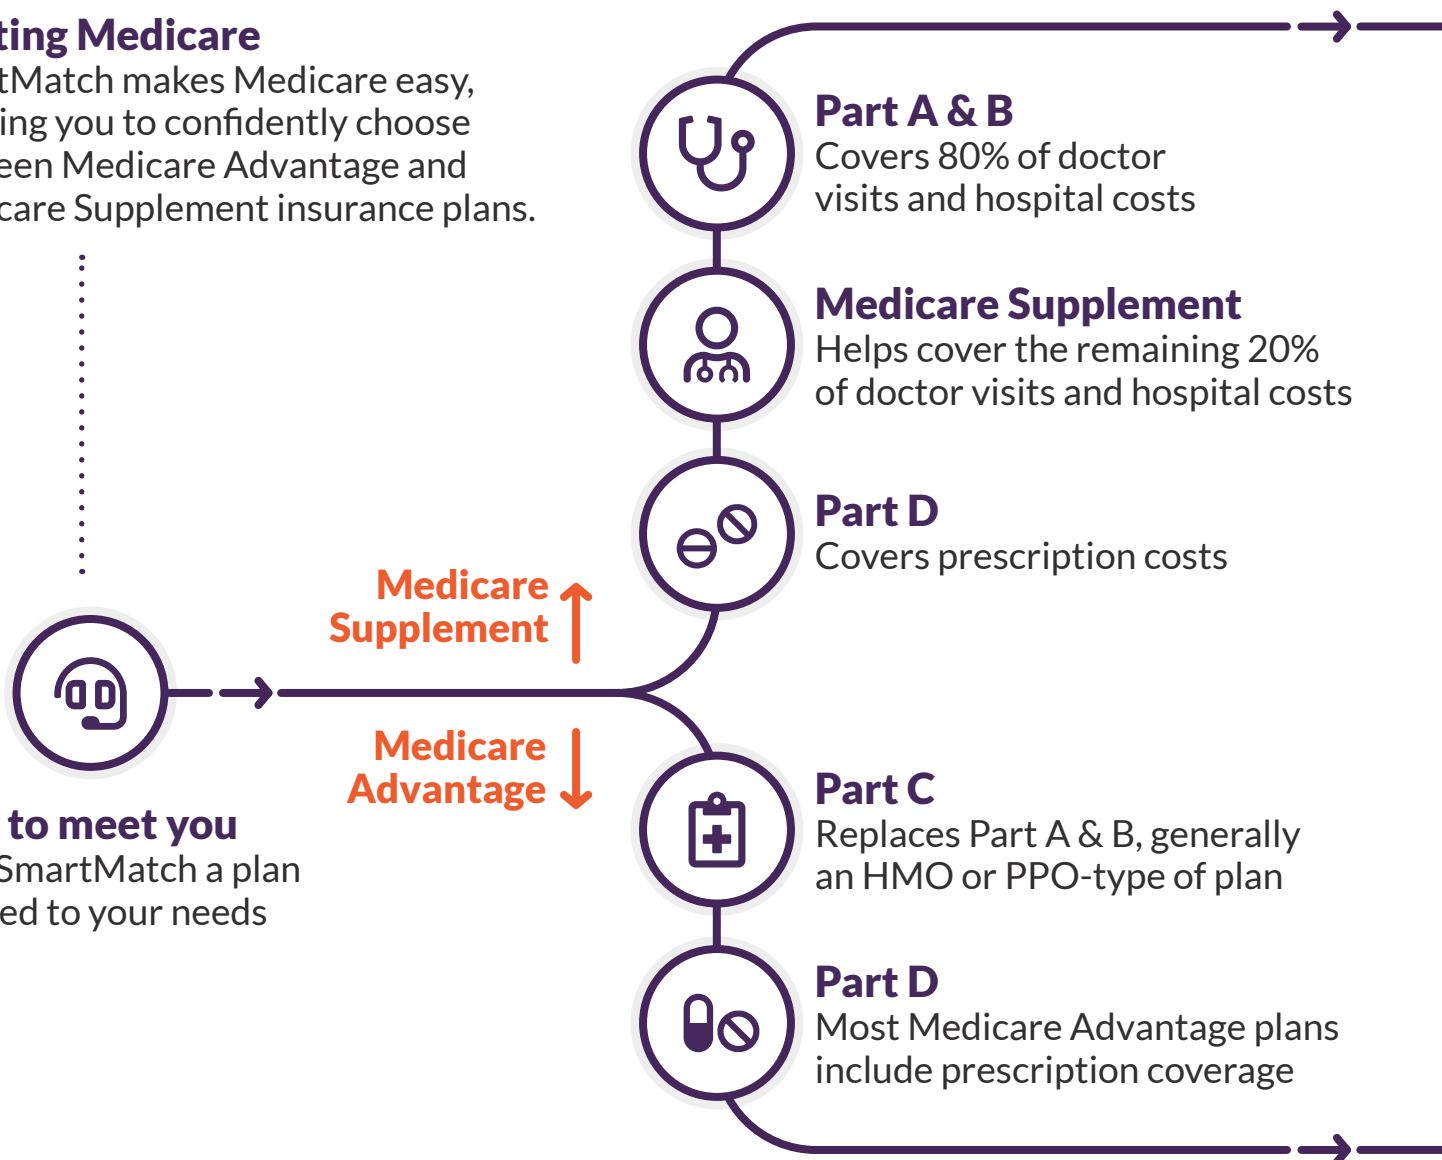 ting Medicare
tMatch makes Medicare easy,
ing you to confidently choose
een Medicare Advantage and
care Supplement insurance plans.
Part A & B
Covers 80% of doctor
visits and hospital costs
Medicare Supplement
Helps cover the remaining 20%
of doctor visits and hospital costs
Part D
Covers prescription costs
Medicare
Supplement
Medicare
Advantage
to meet you
SmartMatch a plan
ed to your needs
Part C
Replaces Part A & B, generally
an HMO or PPO-type of plan
Part D
Most Medicare Advantage plans
include prescription coverage